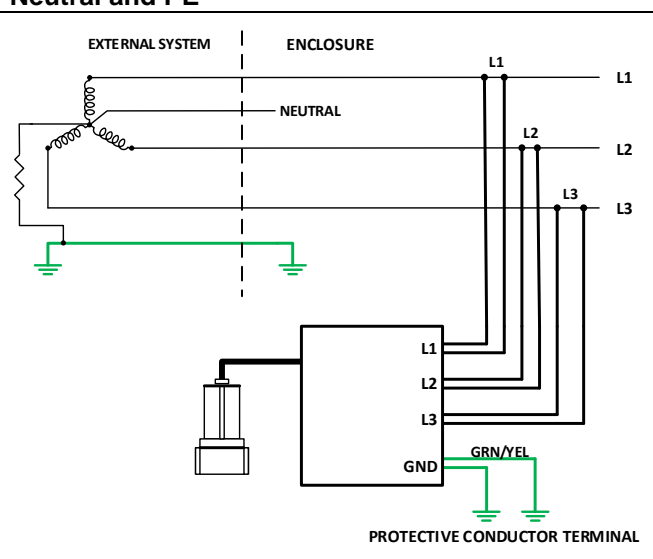 Neutral and PE
EXTERNAL SYSTEM
ENCLOSURE
L1
L1
NEUTRAL
L2
L2
L3
L3
L1
L2
L3
GRN/YEL
GND
PROTECTIVE CONDUCTOR TERMINAL